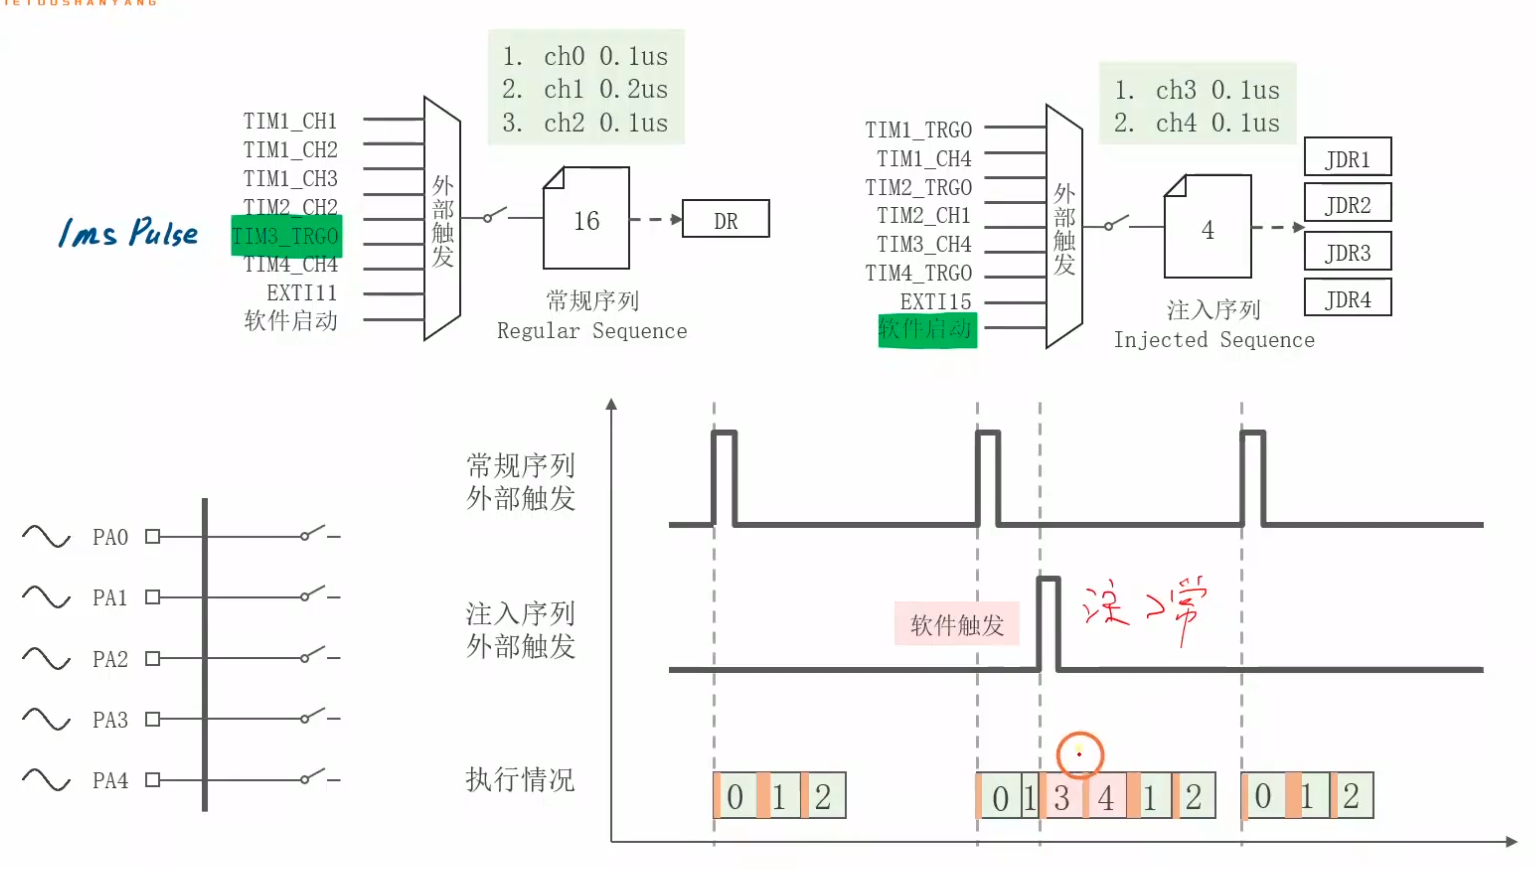 TIETOUSHANYANG
1. ch0 0.1us
2. ch1 0.2us
3. ch2 0.1us
TIM1_CH1
TIM1_CH2
TIM1_CH3
TIM2_CH2
TIM3_TRGO
TIM4_CH4
EXTI11
软件启动
1ms Pulse
外部触发
16
DR
常规序列
Regular Sequence
1. ch3 0.1us
2. ch4 0.1us
TIM1_TRGO
TIM1_CH4
TIM2_TRGO
TIM2_CH1
TIM3_CH4
TIM4_TRGO
EXTI15
软件启动
外部触发
4
JDR1
JDR2
JDR3
JDR4
注入序列
Injected Sequence
PA0
PA1
PA2
PA3
PA4
常规序列
外部触发
注入序列
外部触发
软件触发
注 > 常
执行情况
0 1 2
0 1 3 4 1 2
0 1 2